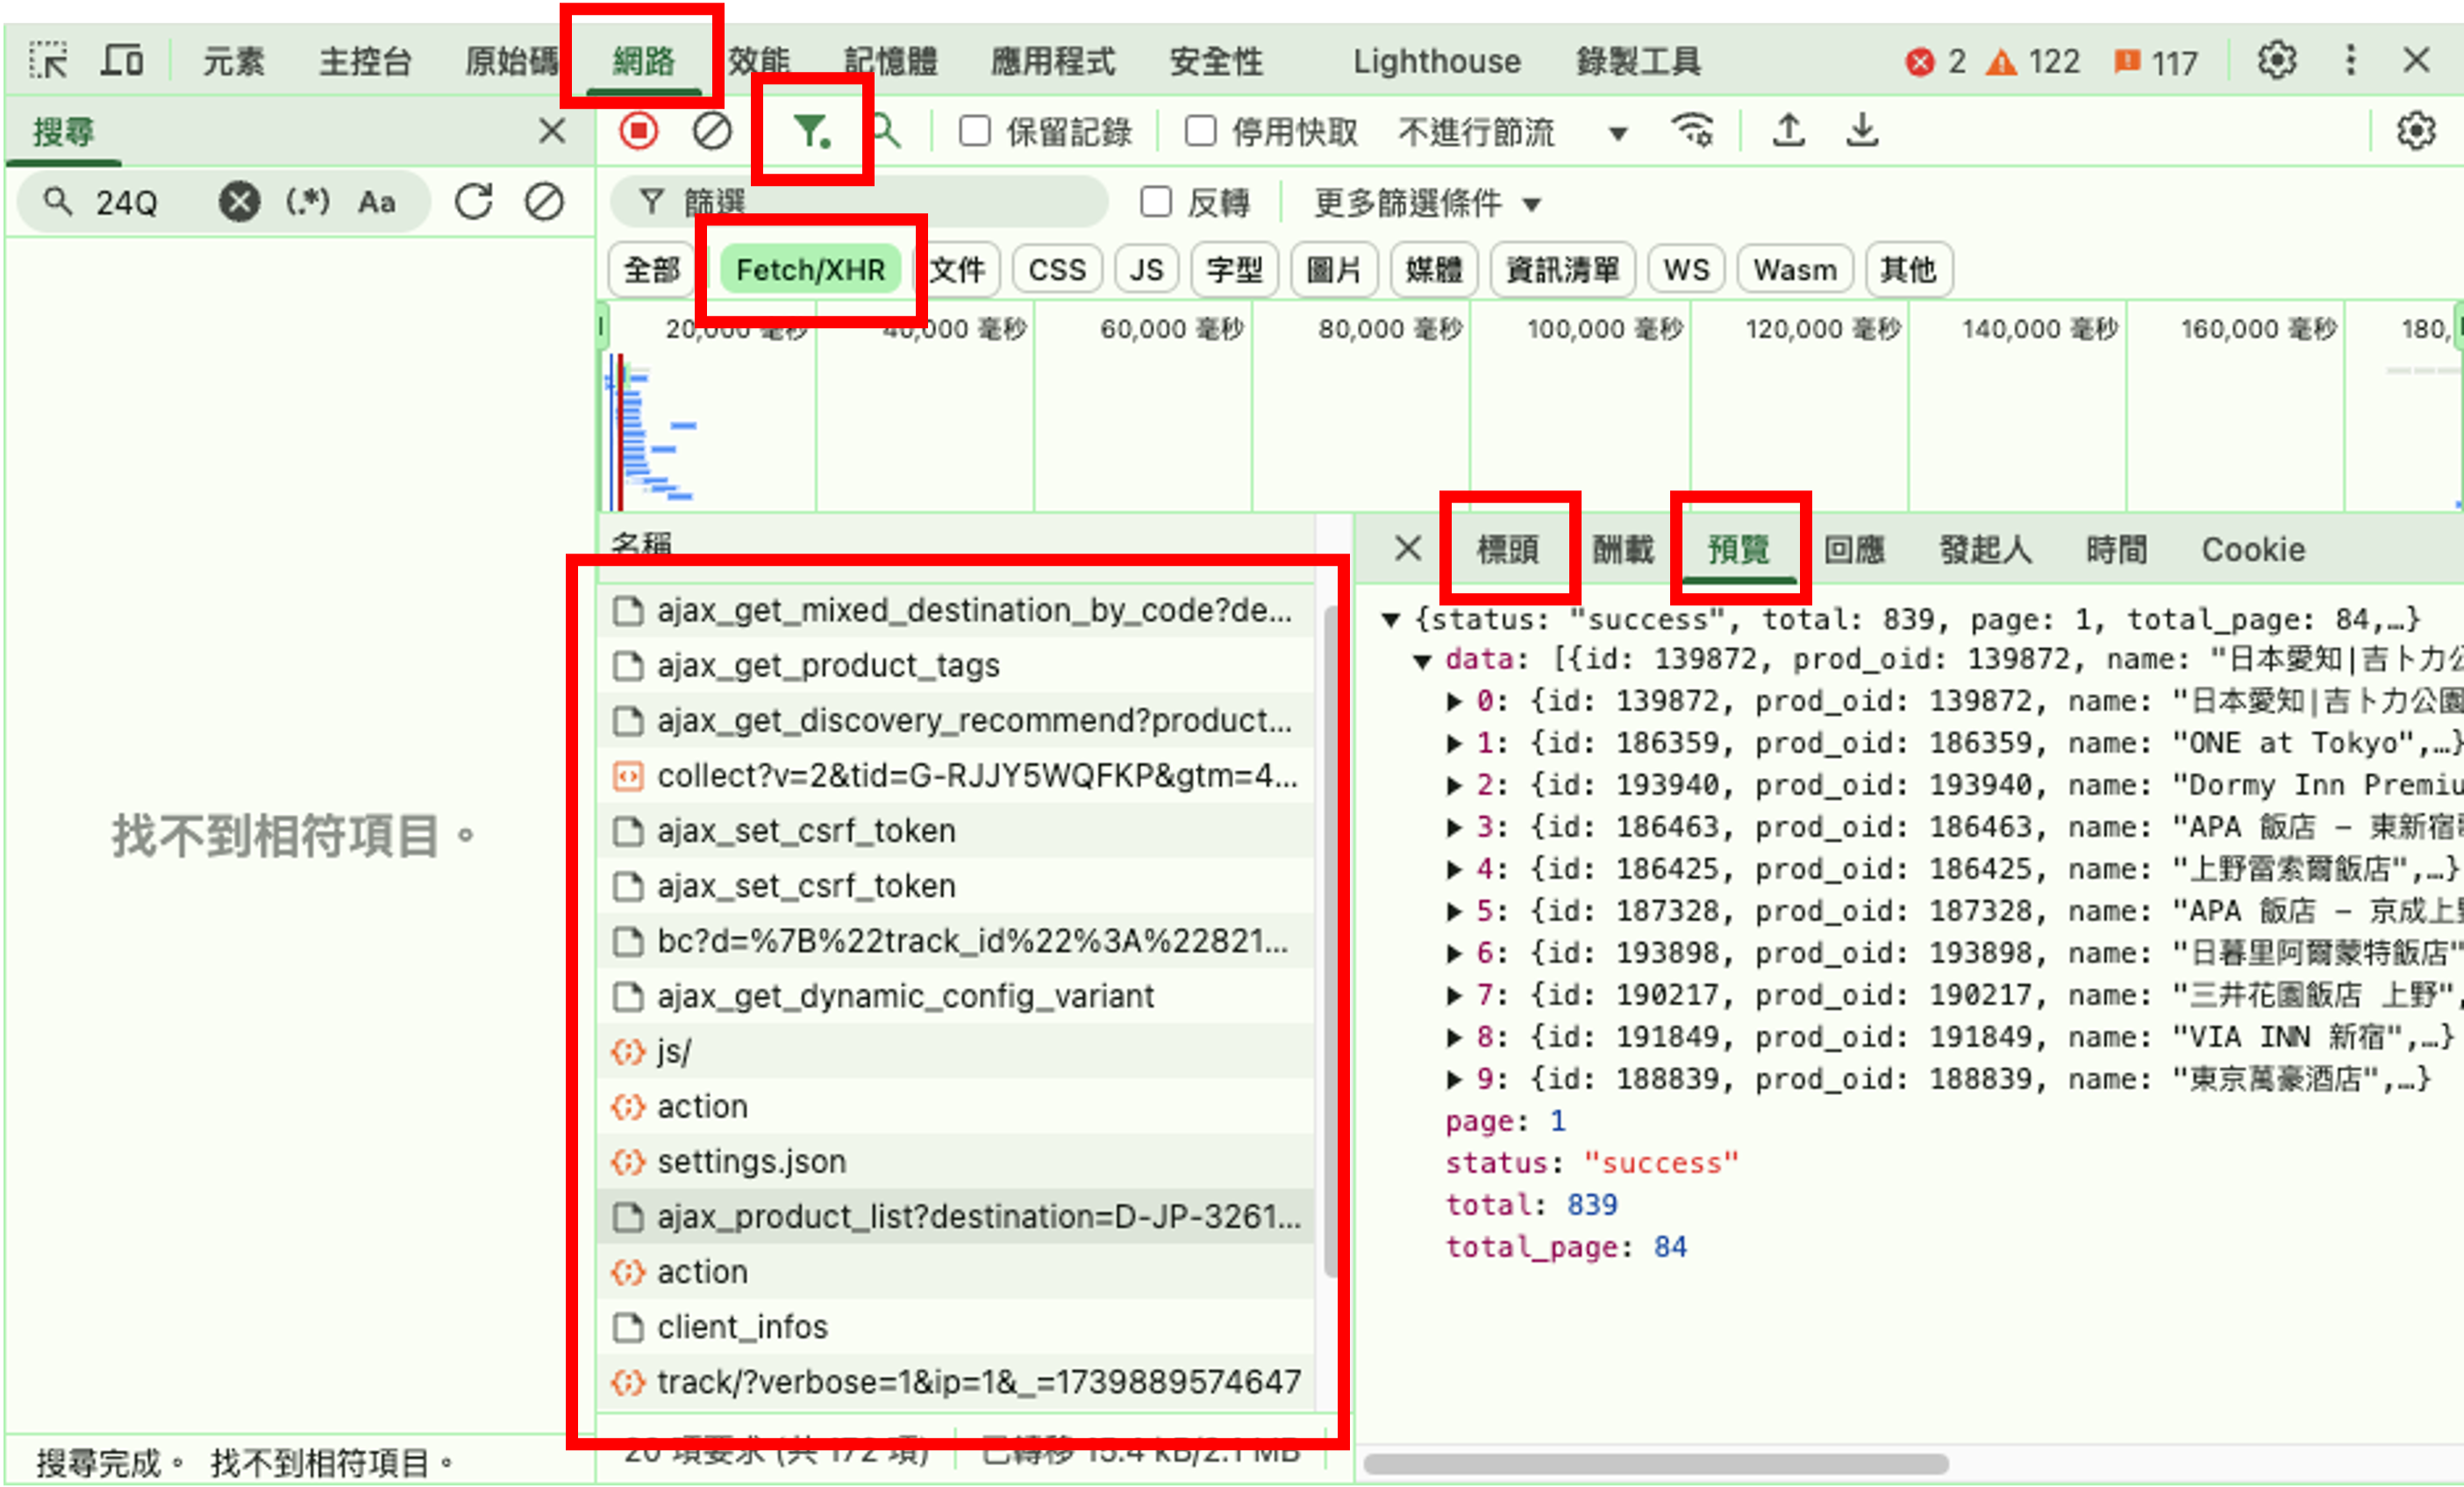 元素 主控台 原始碼 網路 效能 記憶體 應用程式 安全性 Lighthouse 錄製工具 2 122 117
搜尋
保留記錄 停用快取 不進行節流
24Q (.*) Aa
篩選 反轉 更多篩選條件
全部 Fetch/XHR 文件 CSS JS 字型 圖片 媒體 資訊清單 WS Wasm 其他
20,000 毫秒 40,000 毫秒 60,000 毫秒 80,000 毫秒 100,000 毫秒 120,000 毫秒 140,000 毫秒 160,000 毫秒 180,
找不到相符項目。
搜尋完成。 找不到相符項目。
名稱
ajax_get_mixed_destination_by_code?de...
ajax_get_product_tags
ajax_get_discovery_recommend?product...
collect?v=2&tid=G-RJJY5WQFKP&gtm=4...
ajax_set_csrf_token
ajax_set_csrf_token
bc?d=%7B%22track_id%22%3A%22821...
ajax_get_dynamic_config_variant
js/
action
settings.json
ajax_product_list?destination=D-JP-3261...
action
client_infos
track/?verbose=1&ip=1&_=1739889574647
20 項要求 (共 172 項) 已轉移 15.4 kB/2.1 MB
標頭 酬載 預覽 回應 發起人 時間 Cookie
{status: "success", total: 839, page: 1, total_page: 84,…}
data: [{id: 139872, prod_oid: 139872, name: "日本愛知|吉卜力公
0: {id: 139872, prod_oid: 139872, name: "日本愛知|吉卜力公園
1: {id: 186359, prod_oid: 186359, name: "ONE at Tokyo",…}
2: {id: 193940, prod_oid: 193940, name: "Dormy Inn Premiu
3: {id: 186463, prod_oid: 186463, name: "APA 飯店 – 東新宿
4: {id: 186425, prod_oid: 186425, name: "上野雷索爾飯店",…}
5: {id: 187328, prod_oid: 187328, name: "APA 飯店 – 京成上
6: {id: 193898, prod_oid: 193898, name: "日暮里阿爾蒙特飯店"
7: {id: 190217, prod_oid: 190217, name: "三井花園飯店 上野",
8: {id: 191849, prod_oid: 191849, name: "VIA INN 新宿",…}
9: {id: 188839, prod_oid: 188839, name: "東京萬豪酒店",…}
page: 1
status: "success"
total: 839
total_page: 84